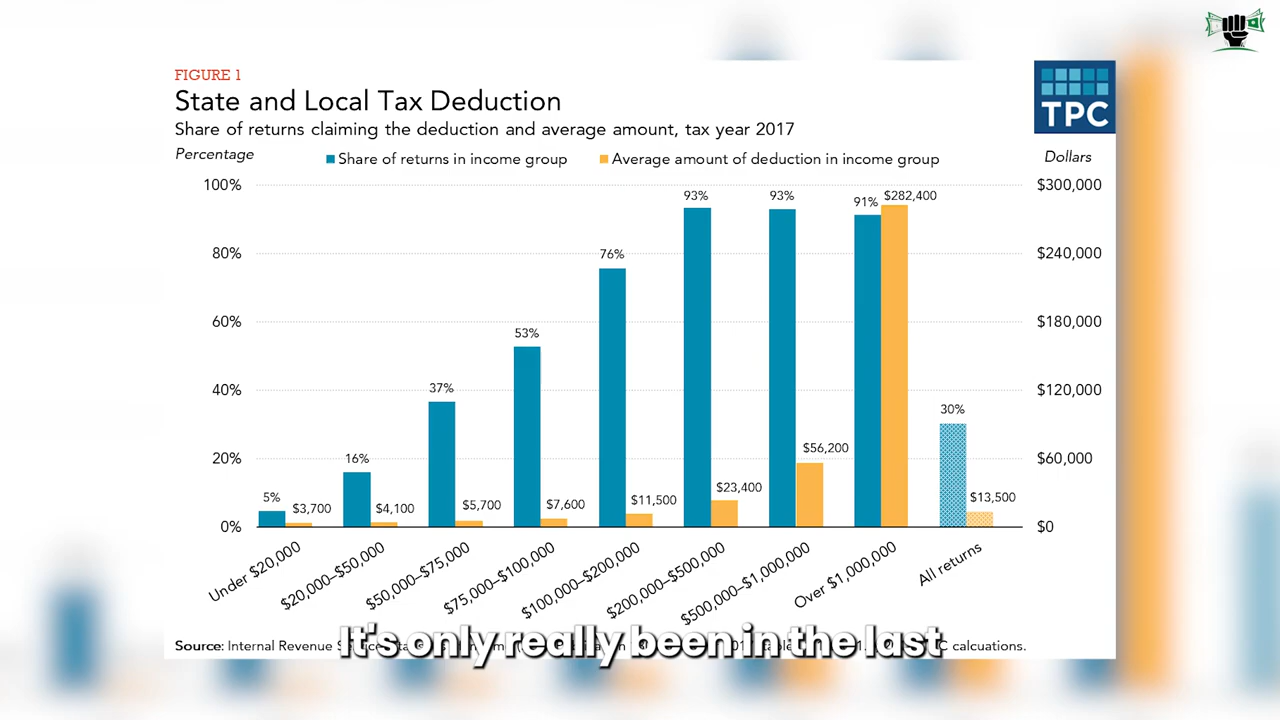 FIGURE 1
State and Local Tax Deduction
Share of returns claiming the deduction and average amount, tax year 2017
TPC
Percentage
Share of returns in income group
Average amount of deduction in income group
Dollars
100%
80%
60%
40%
20%
0%
$300,000
$240,000
$180,000
$120,000
$60,000
$0
5%
$3,700
16%
$4,100
37%
$5,700
53%
$7,600
76%
$11,500
93%
$23,400
93%
$56,200
91%
$282,400
30%
$13,500
Under $20,000
$20,000–$50,000
$50,000–$75,000
$75,000–$100,000
$100,000–$200,000
$200,000–$500,000
$500,000–$1,000,000
Over $1,000,000
All returns
Source: Internal Revenue calcuations.
It's only really been in the last